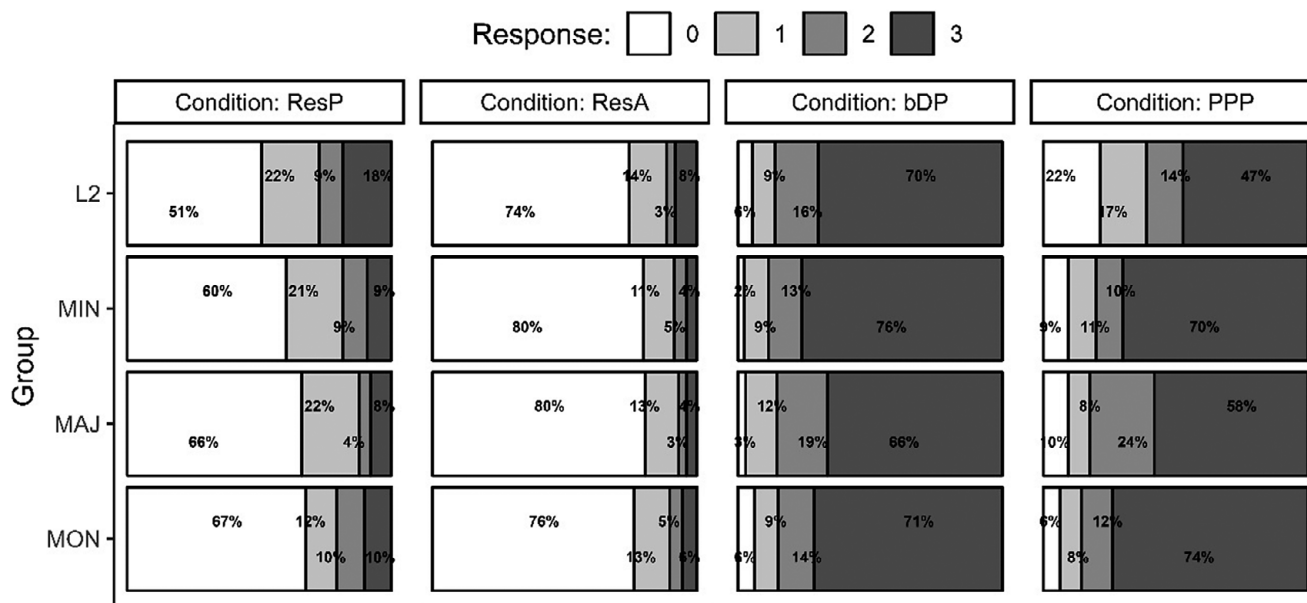 Response: 0 1 2 3
Condition: ResP Condition: ResA Condition: bDP Condition: PPP
Group
L2
22% 9% 18% 14% 8% 9% 70% 22% 14% 47%
51% 74% 3% 6% 16% 17%
MIN
60% 21% 9% 11% 4% 2% 13% 10%
9% 80% 5% 9% 76% 9% 11% 70%
MAJ
22% 8% 80% 13% 4% 12% 8% 58%
66% 4% 3% 3% 19% 66% 10% 24%
MON
67% 12% 76% 5% 9% 71% 6% 12%
10% 10% 13% 6% 6% 14% 8% 74%